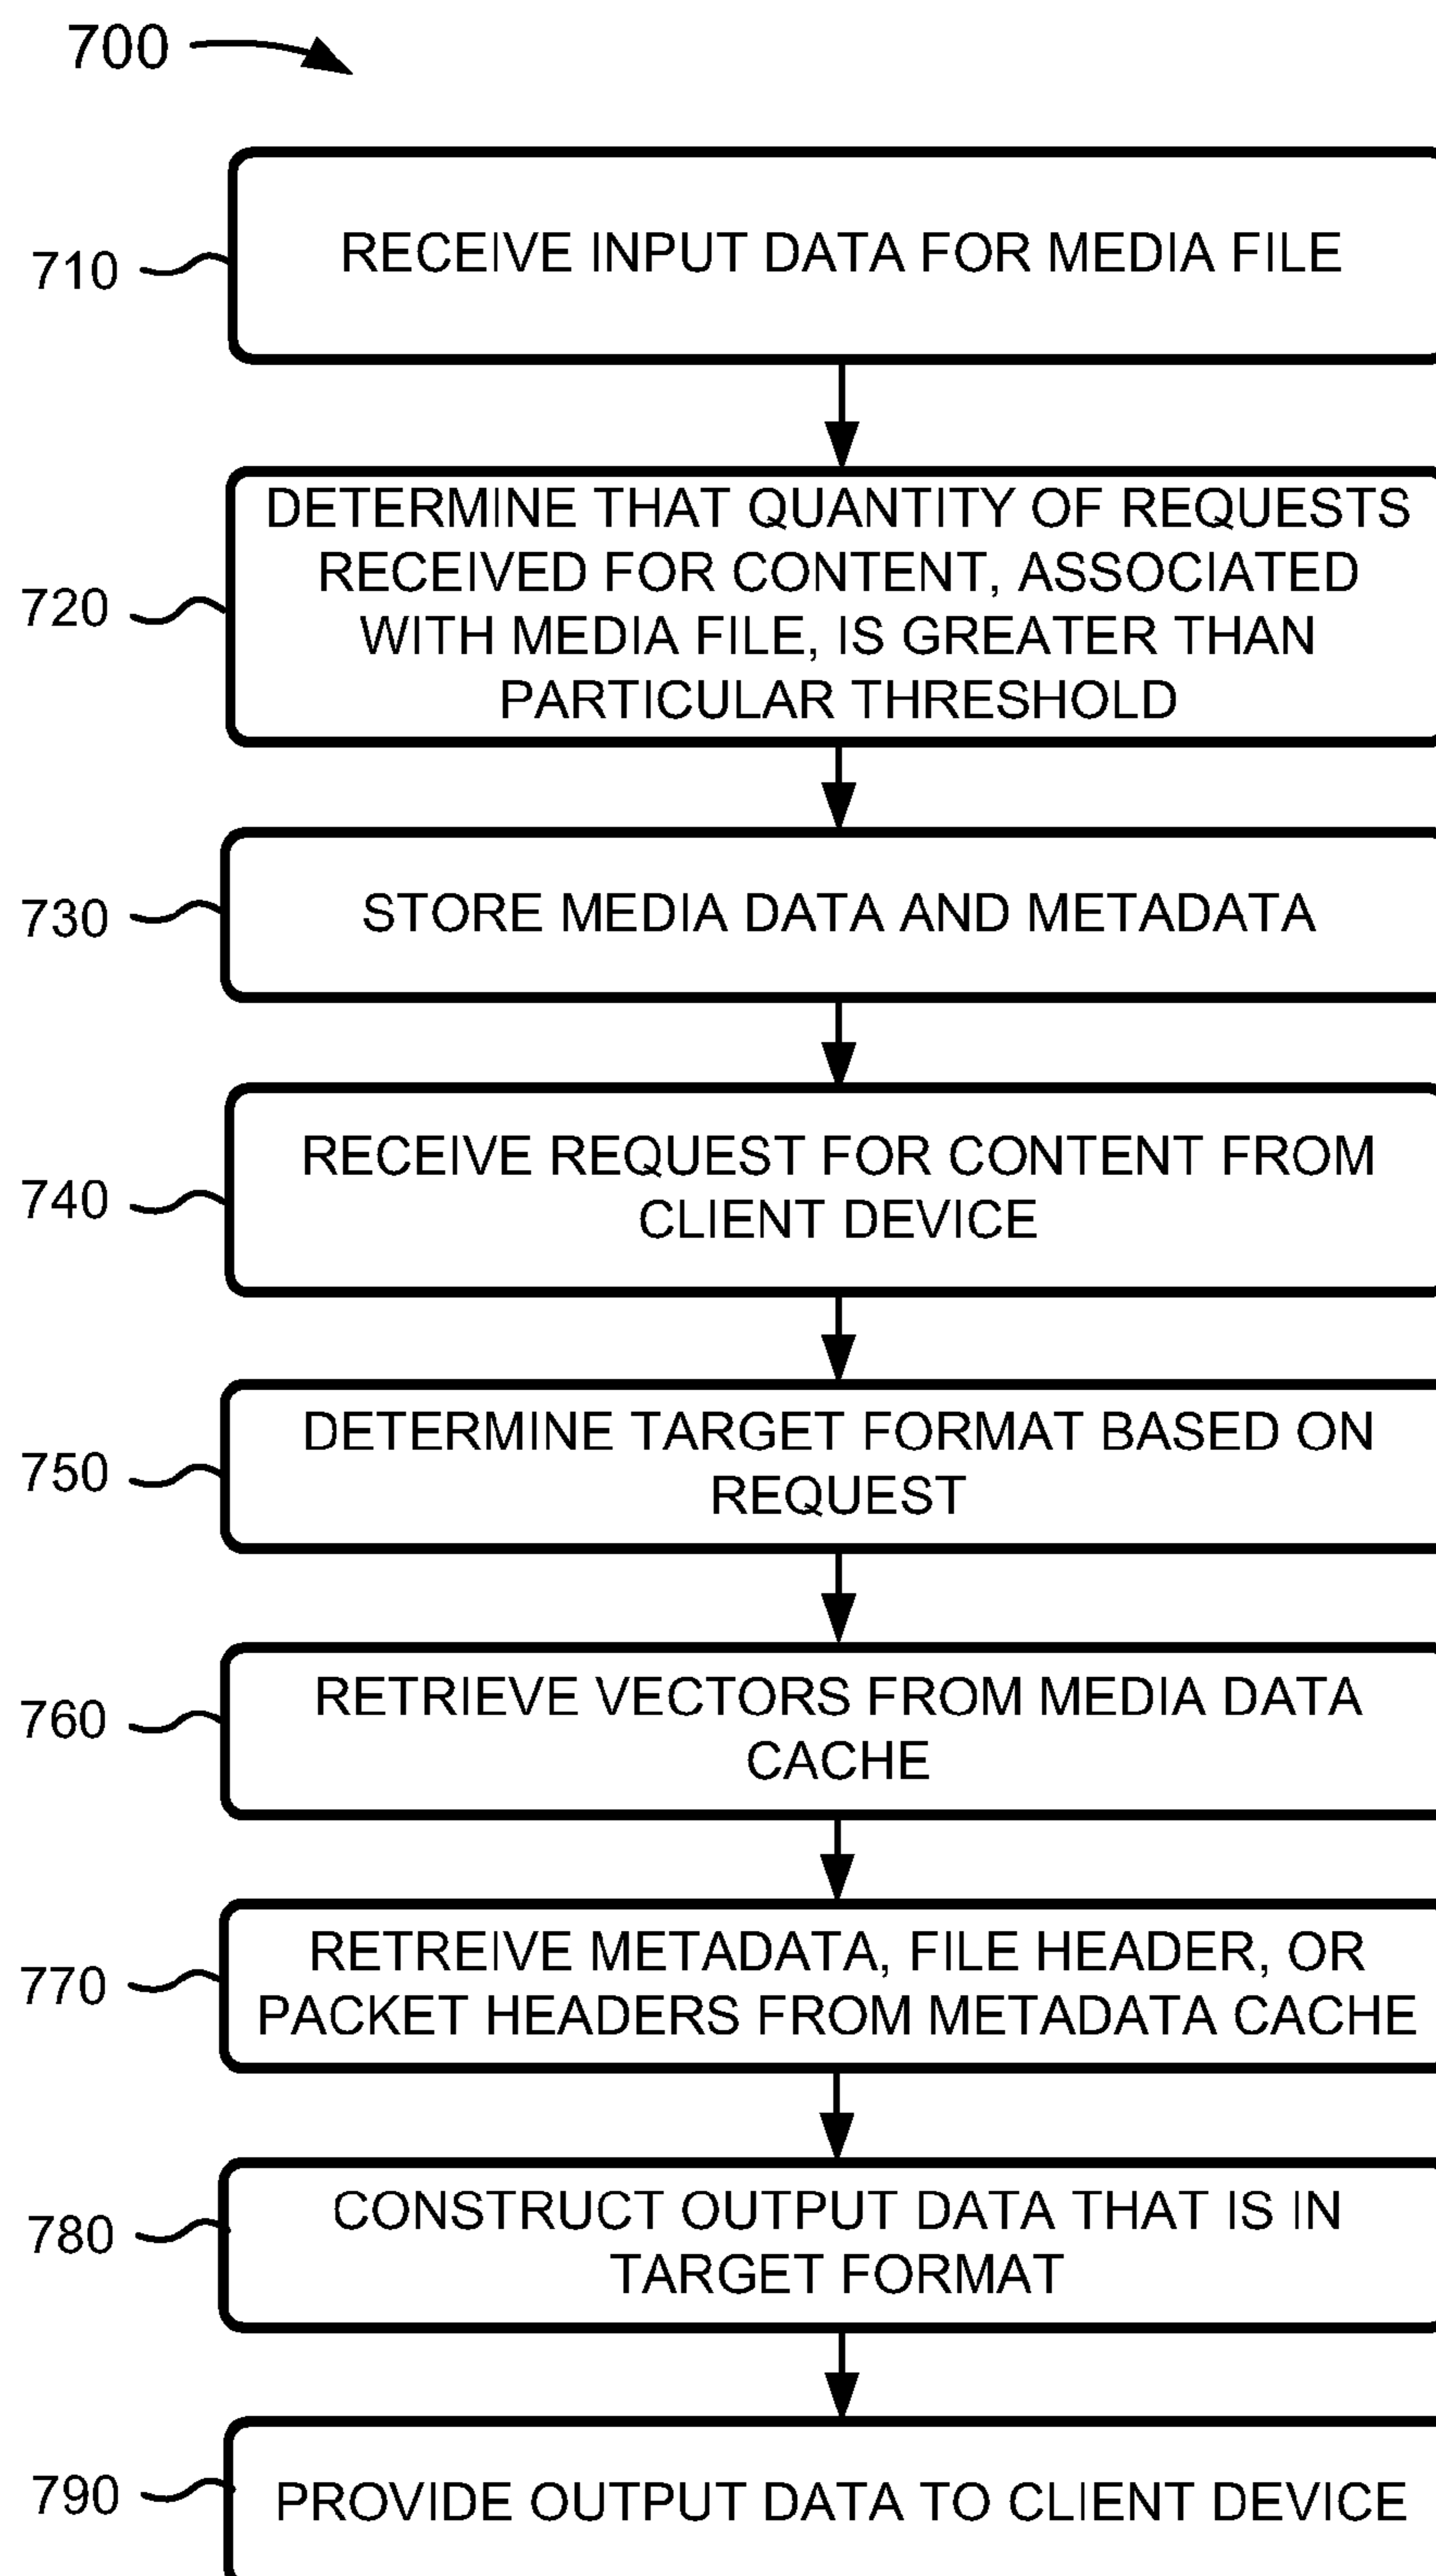 700
710
RECEIVE INPUT DATA FOR MEDIA FILE
720
DETERMINE THAT QUANTITY OF REQUESTS
RECEIVED FOR CONTENT, ASSOCIATED
WITH MEDIA FILE, IS GREATER THAN
PARTICULAR THRESHOLD
730
STORE MEDIA DATA AND METADATA
740
RECEIVE REQUEST FOR CONTENT FROM
CLIENT DEVICE
750
DETERMINE TARGET FORMAT BASED ON
REQUEST
760
RETRIEVE VECTORS FROM MEDIA DATA
CACHE
770
RETREIVE METADATA, FILE HEADER, OR
PACKET HEADERS FROM METADATA CACHE
780
CONSTRUCT OUTPUT DATA THAT IS IN
TARGET FORMAT
790
PROVIDE OUTPUT DATA TO CLIENT DEVICE